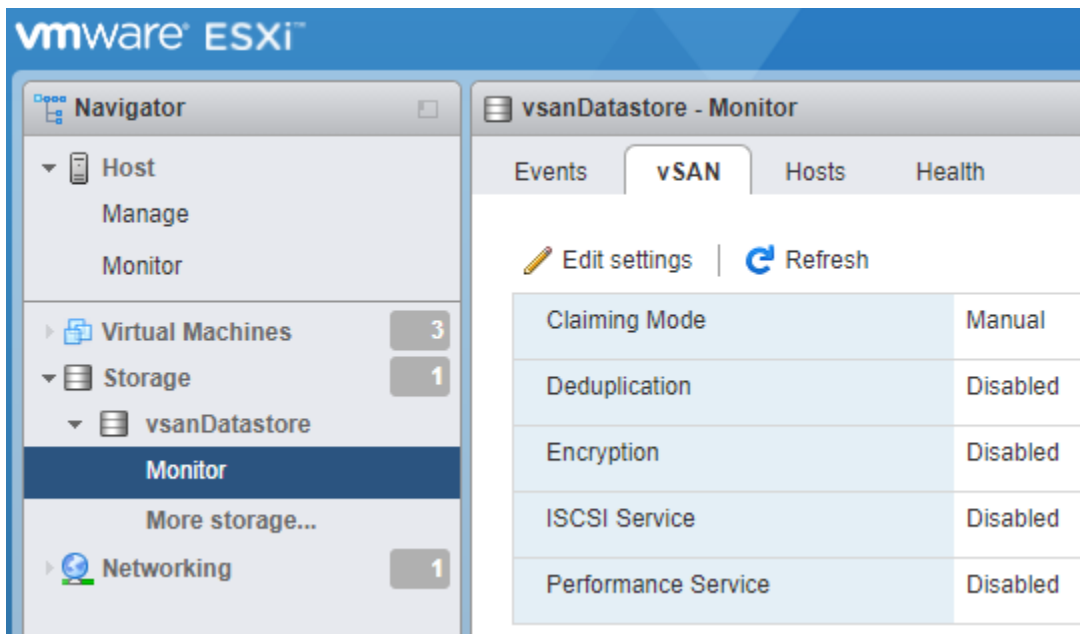 vmware® ESXi™
Navigator
Host
Manage
Monitor
Virtual Machines 3
Storage 1
vsanDatastore
Monitor
More storage...
Networking 1
vsanDatastore - Monitor
Events vSAN Hosts Health
Edit settings | Refresh
Claiming Mode Manual
Deduplication Disabled
Encryption Disabled
ISCSI Service Disabled
Performance Service Disabled